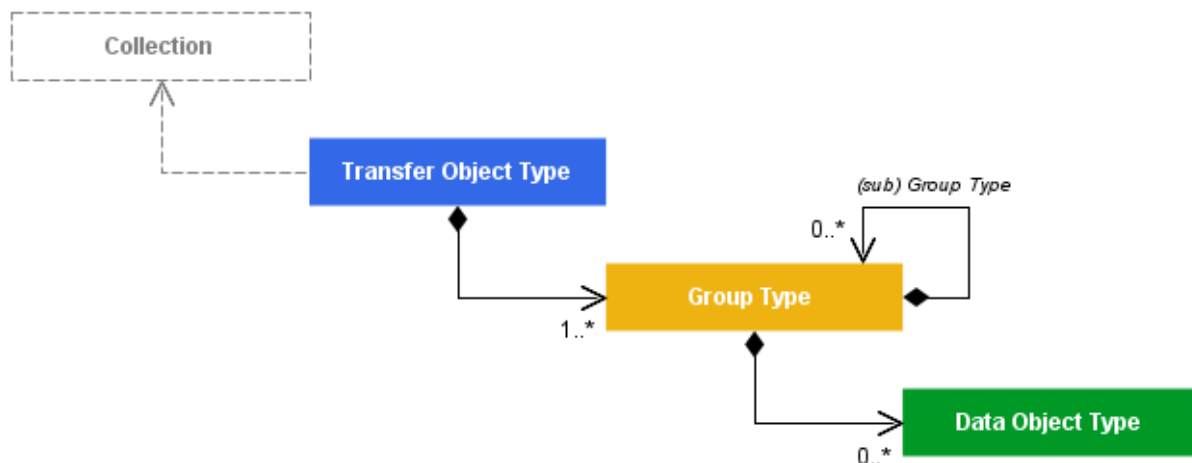 Collection
Transfer Object Type
(sub) Group Type
0..*
Group Type
1..*
Data Object Type
0..*